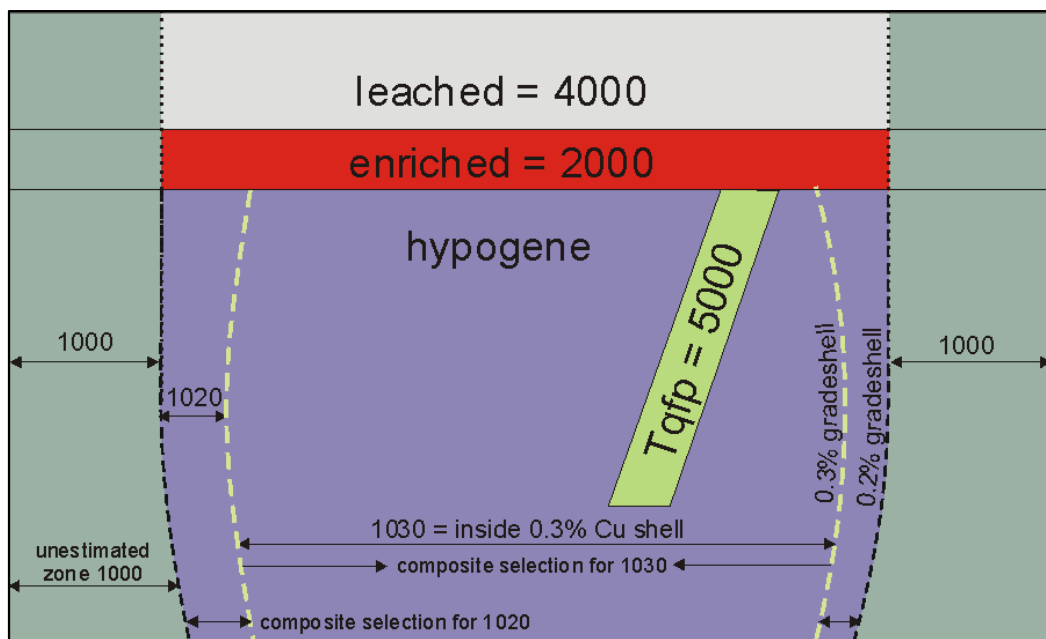 leached = 4000
enriched = 2000
hypogene
Tqfp = 5000
1000
1020
0.3% gradeshell
0.2% gradeshell
1000
1030 = inside 0.3% Cu shell
composite selection for 1030
unestimated
zone 1000
composite selection for 1020